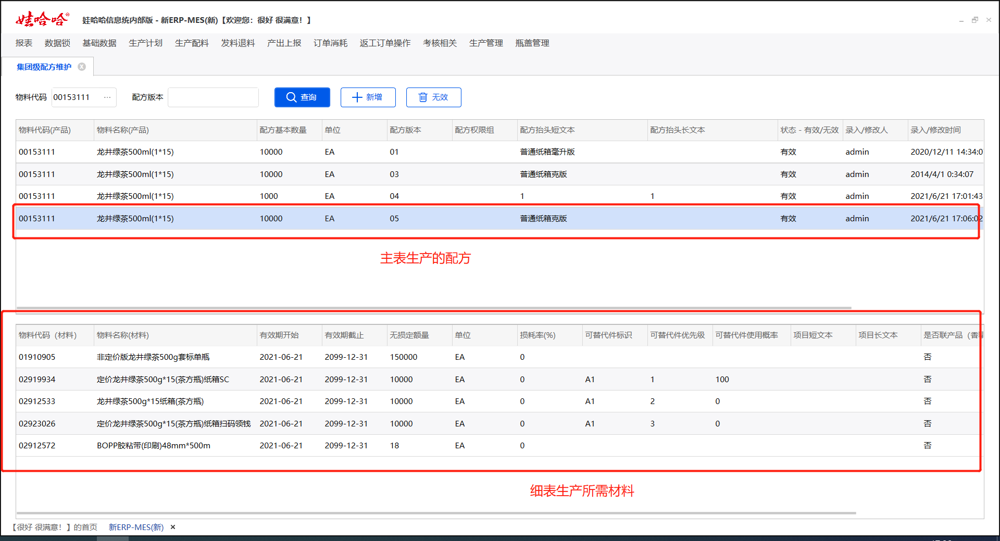 娃哈哈® 娃哈哈信息统内部版 - 新ERP-MES(新)【欢迎您：很好 很满意！】
报表 数据锁 基础数据 生产计划 生产配料 发料退料 产出上报 订单消耗 返工订单操作 考核相关 生产管理 瓶盖管理
集团级配方维护
物料代码 00153111 ··· 配方版本 查询 新增 无效
物料代码(产品) 物料名称(产品) 配方基本数量 单位 配方版本 配方权限组 配方抬头短文本 配方抬头长文本 状态 - 有效/无效 录入/修改人 录入/修改时间
00153111 龙井绿茶500ml(1*15) 10000 EA 01 普通纸箱毫升版 有效 admin 2020/12/11 14:34:0
00153111 龙井绿茶500ml(1*15) 10000 EA 03 普通纸箱克版 有效 admin 2014/4/1 0:34:07
00153111 龙井绿茶500ml(1*15) 1000 EA 04 1 1 有效 admin 2021/6/21 17:01:43
00153111 龙井绿茶500ml(1*15) 10000 EA 05 普通纸箱克版 有效 admin 2021/6/21 17:06:02
主表生产的配方
物料代码（材料） 物料名称(材料) 有效期开始 有效期截止 无损定额量 单位 损耗率(%) 可替代件标识 可替代件优先级 可替代件使用概率 项目短文本 项目长文本 是否联产品（香精
01910905 非定价版龙井绿茶500g套标单瓶 2021-06-21 2099-12-31 150000 EA 0 否
02919934 定价龙井绿茶500g*15(茶方瓶)纸箱SC 2021-06-21 2099-12-31 10000 EA 0 A1 1 100 否
02912533 龙井绿茶500g*15纸箱(茶方瓶) 2021-06-21 2099-12-31 10000 EA 0 A1 2 0 否
02923026 定价龙井绿茶500g*15(茶方瓶)纸箱扫码领钱 2021-06-21 2099-12-31 10000 EA 0 A1 3 0 否
02912572 BOPP胶粘带(印刷)48mm*500m 2021-06-21 2099-12-31 18 EA 0 否
细表生产所需材料
【很好 很满意！】的首页 新ERP-MES(新)